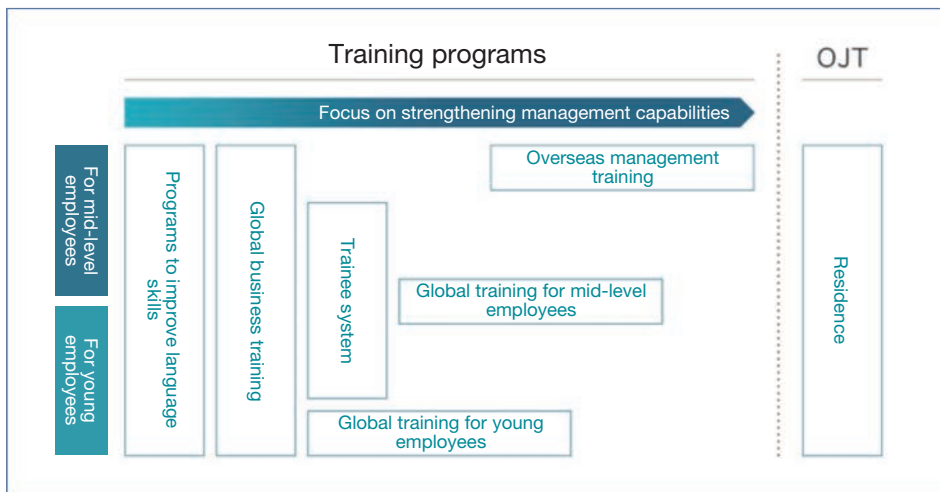 Training programs
OJT
Focus on strengthening management capabilities
For mid-level
employees
For young
employees
Programs to improve language
skills
Global business training
Trainee system
Overseas management
training
Global training for mid-level
employees
Global training for young
employees
Residence